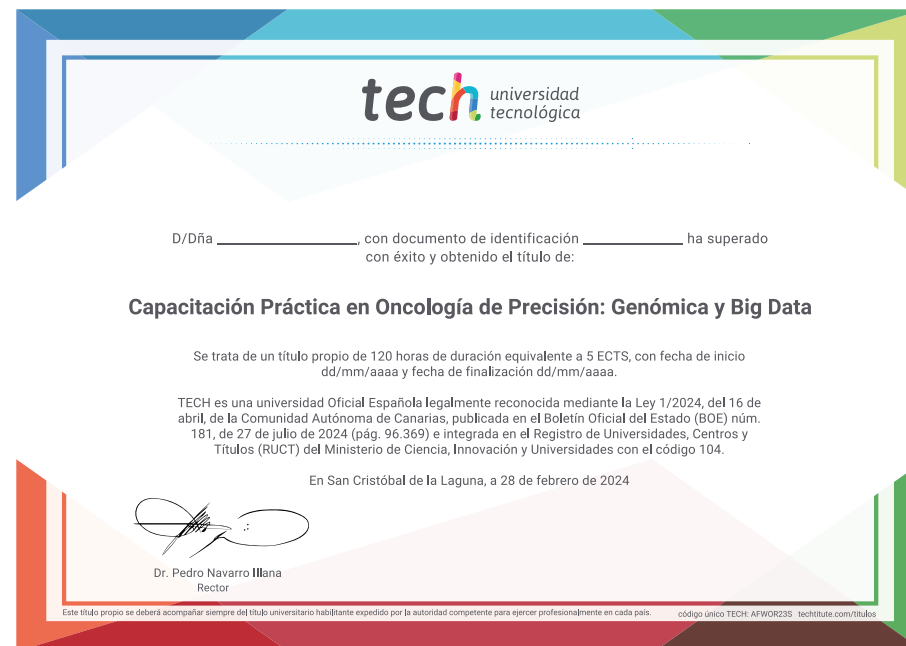 tech universidad
tecnológica
D/Dña ____________________, con documento de identificación ______________ ha superado
con éxito y obtenido el título de:
Capacitación Práctica en Oncología de Precisión: Genómica y Big Data
Se trata de un título propio de 120 horas de duración equivalente a 5 ECTS, con fecha de inicio
dd/mm/aaaa y fecha de finalización dd/mm/aaaa.
TECH es una universidad Oficial Española legalmente reconocida mediante la Ley 1/2024, del 16 de
abril, de la Comunidad Autónoma de Canarias, publicada en el Boletín Oficial del Estado (BOE) núm.
181, de 27 de julio de 2024 (pág. 96.369) e integrada en el Registro de Universidades, Centros y
Títulos (RUCT) del Ministerio de Ciencia, Innovación y Universidades con el código 104.
En San Cristóbal de la Laguna, a 28 de febrero de 2024
Dr. Pedro Navarro Illana
Rector
Este título propio se deberá acompañar siempre del título universitario habilitante expedido por la autoridad competente para ejercer profesionalmente en cada país. código único TECH: AFWOR23S techtitute.com/titulos